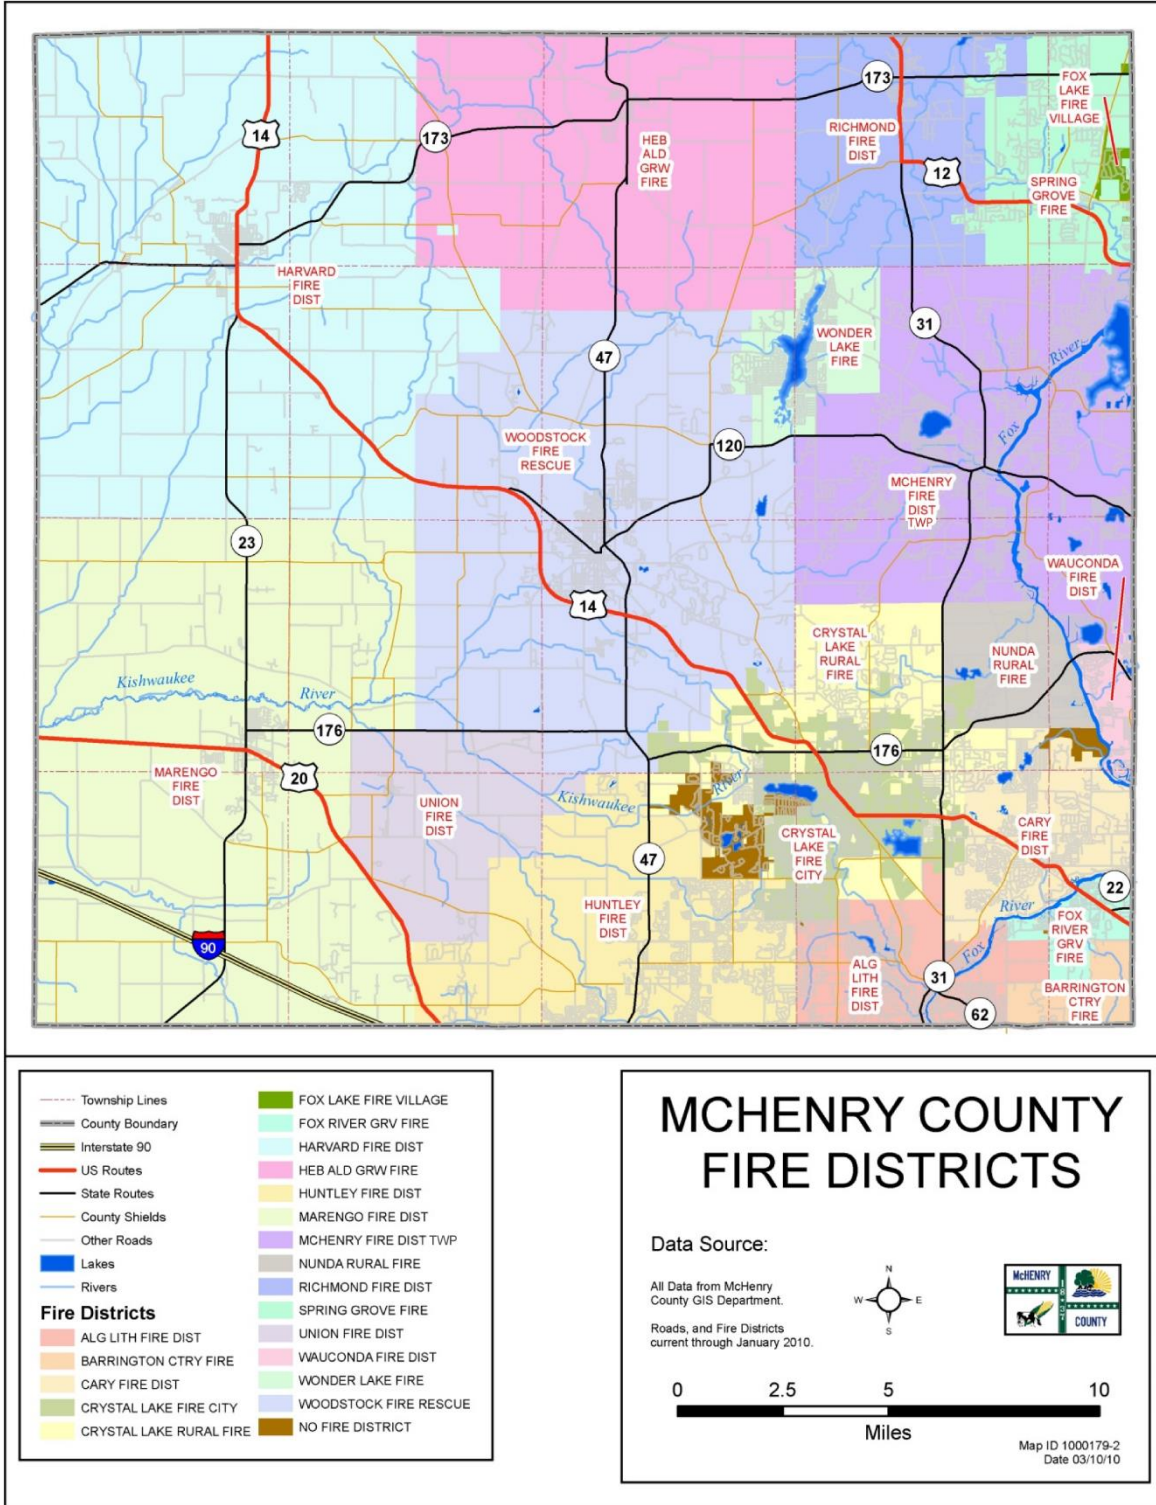 173
FOX
LAKE
FIRE
VILLAGE
14
173
HEB
ALD
GRW
FIRE
RICHMOND
FIRE
DIST
12
SPRING
GROVE
FIRE
HARVARD
FIRE
DIST
31
WONDER
LAKE
FIRE
47
River
Fox
WOODSTOCK
FIRE
RESCUE
120
MCHENRY
FIRE
DIST
TWP
23
WAUCONDA
FIRE
DIST
14
CRYSTAL
LAKE
RURAL
FIRE
NUNDA
RURAL
FIRE
Kishwaukee
River
176
176
MARENGO
FIRE
DIST
20
UNION
FIRE
DIST
Kishwaukee
River
CRYSTAL
LAKE
FIRE
CITY
CARY
FIRE
DIST
47
22
HUNTLEY
FIRE
DIST
River
Fox
FOX
RIVER
GRV
FIRE
90
ALG
LITH
FIRE
DIST
31
BARRINGTON
CTRY
FIRE
62
Township Lines
County Boundary
Interstate 90
US Routes
State Routes
County Shields
Other Roads
Lakes
Rivers
Fire Districts
ALG LITH FIRE DIST
BARRINGTON CTRY FIRE
CARY FIRE DIST
CRYSTAL LAKE FIRE CITY
CRYSTAL LAKE RURAL FIRE
FOX LAKE FIRE VILLAGE
FOX RIVER GRV FIRE
HARVARD FIRE DIST
HEB ALD GRW FIRE
HUNTLEY FIRE DIST
MARENGO FIRE DIST
MCHENRY FIRE DIST TWP
NUNDA RURAL FIRE
RICHMOND FIRE DIST
SPRING GROVE FIRE
UNION FIRE DIST
WAUCONDA FIRE DIST
WONDER LAKE FIRE
WOODSTOCK FIRE RESCUE
NO FIRE DISTRICT
MCHENRY COUNTY
FIRE DISTRICTS
Data Source:
All Data from McHenry
County GIS Department.
Roads, and Fire Districts
current through January 2010.
N
W E
S
McHENRY
COUNTY
0 2.5 5 10
Miles
Map ID 1000179-2
Date 03/10/10